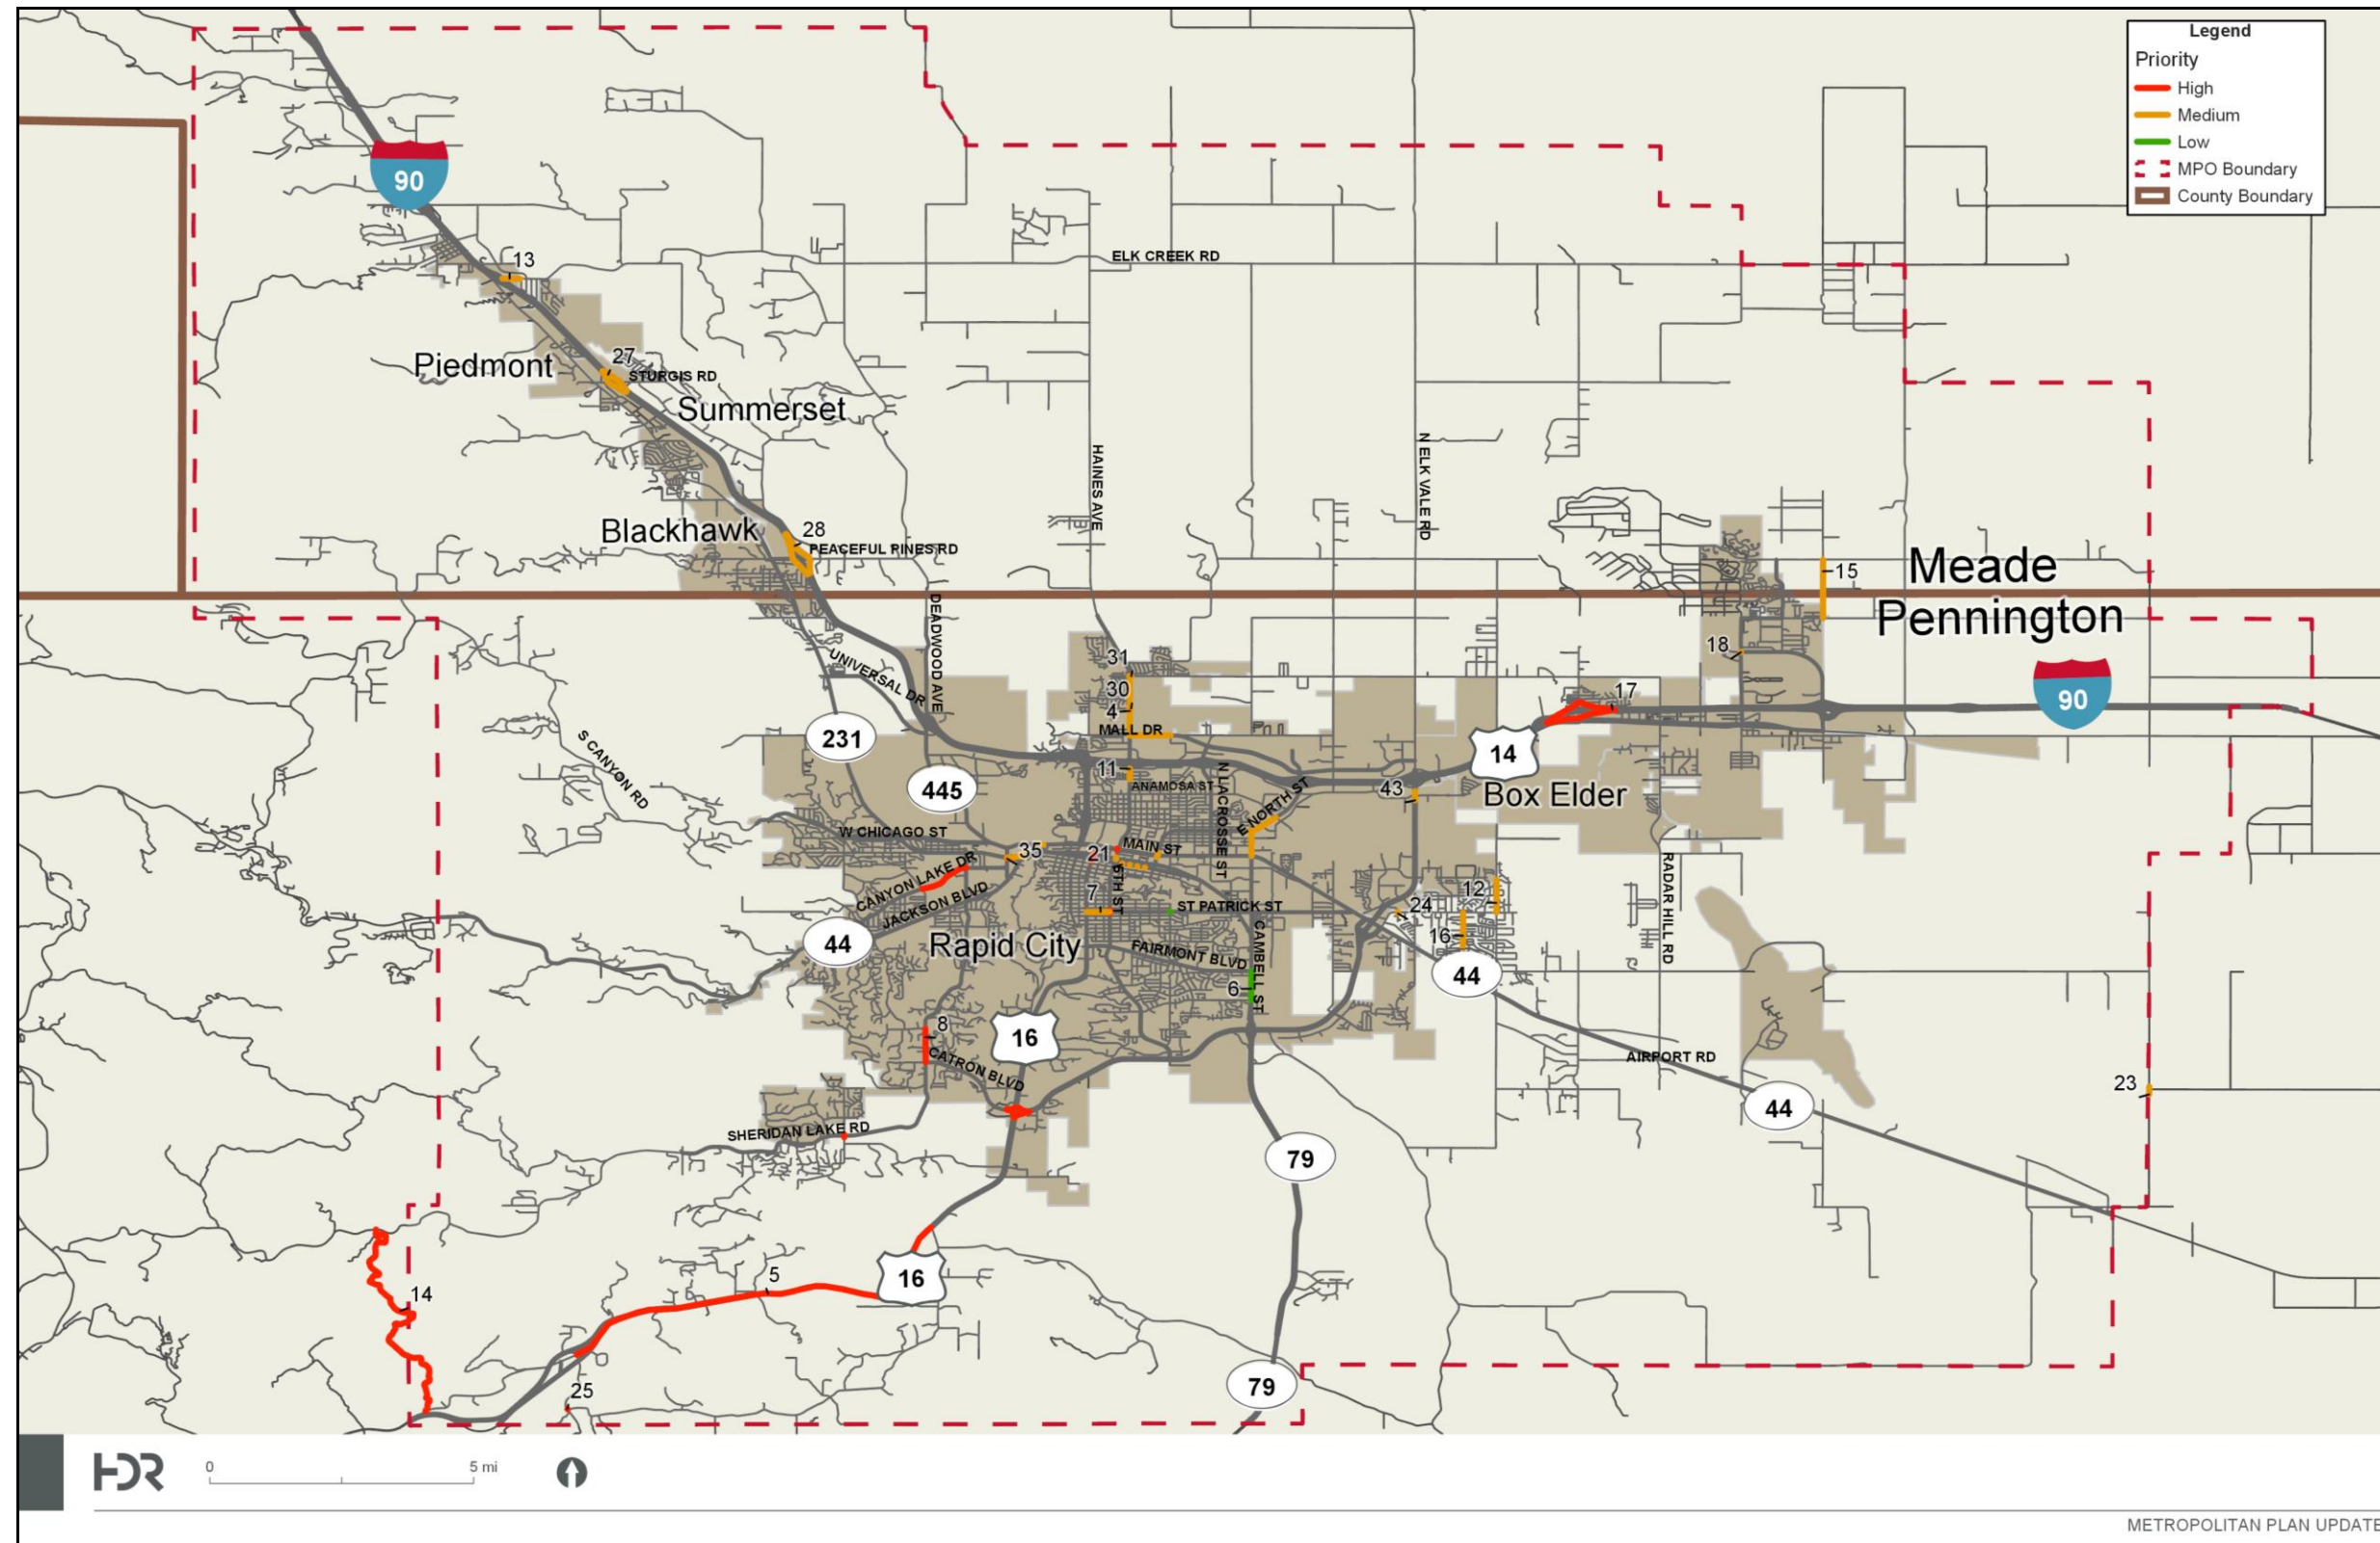 Legend
Priority
High
Medium
Low
MPO Boundary
County Boundary
90
13
ELK CREEK RD
27
Piedmont
STURGIS RD
Summerset
HAINES AVE
N ELK VALE RD
28
Blackhawk
PEACEFUL PINES RD
15
Meade
Pennington
DEADWOOD AVE
UNIVERSAL DR
31
30
4
MALL DR
18
17
90
231
S CANYON RD
14
11
ANAMOSA ST
N LACROSSE ST
445
43
Box Elder
E NORTH ST
W CHICAGO ST
35
21
MAIN ST
CANYON LAKE DR
JACKSON BLVD
5TH ST
7
ST PATRICK ST
12
24
16
RADAR HILL RD
44
Rapid City
FAIRMONT BLVD
CAMBELL ST
44
6
8
16
CATRON BLVD
AIRPORT RD
44
23
SHERIDAN LAKE RD
79
14
5
16
25
79
HDR
0
5 mi
METROPOLITAN PLAN UPDATE